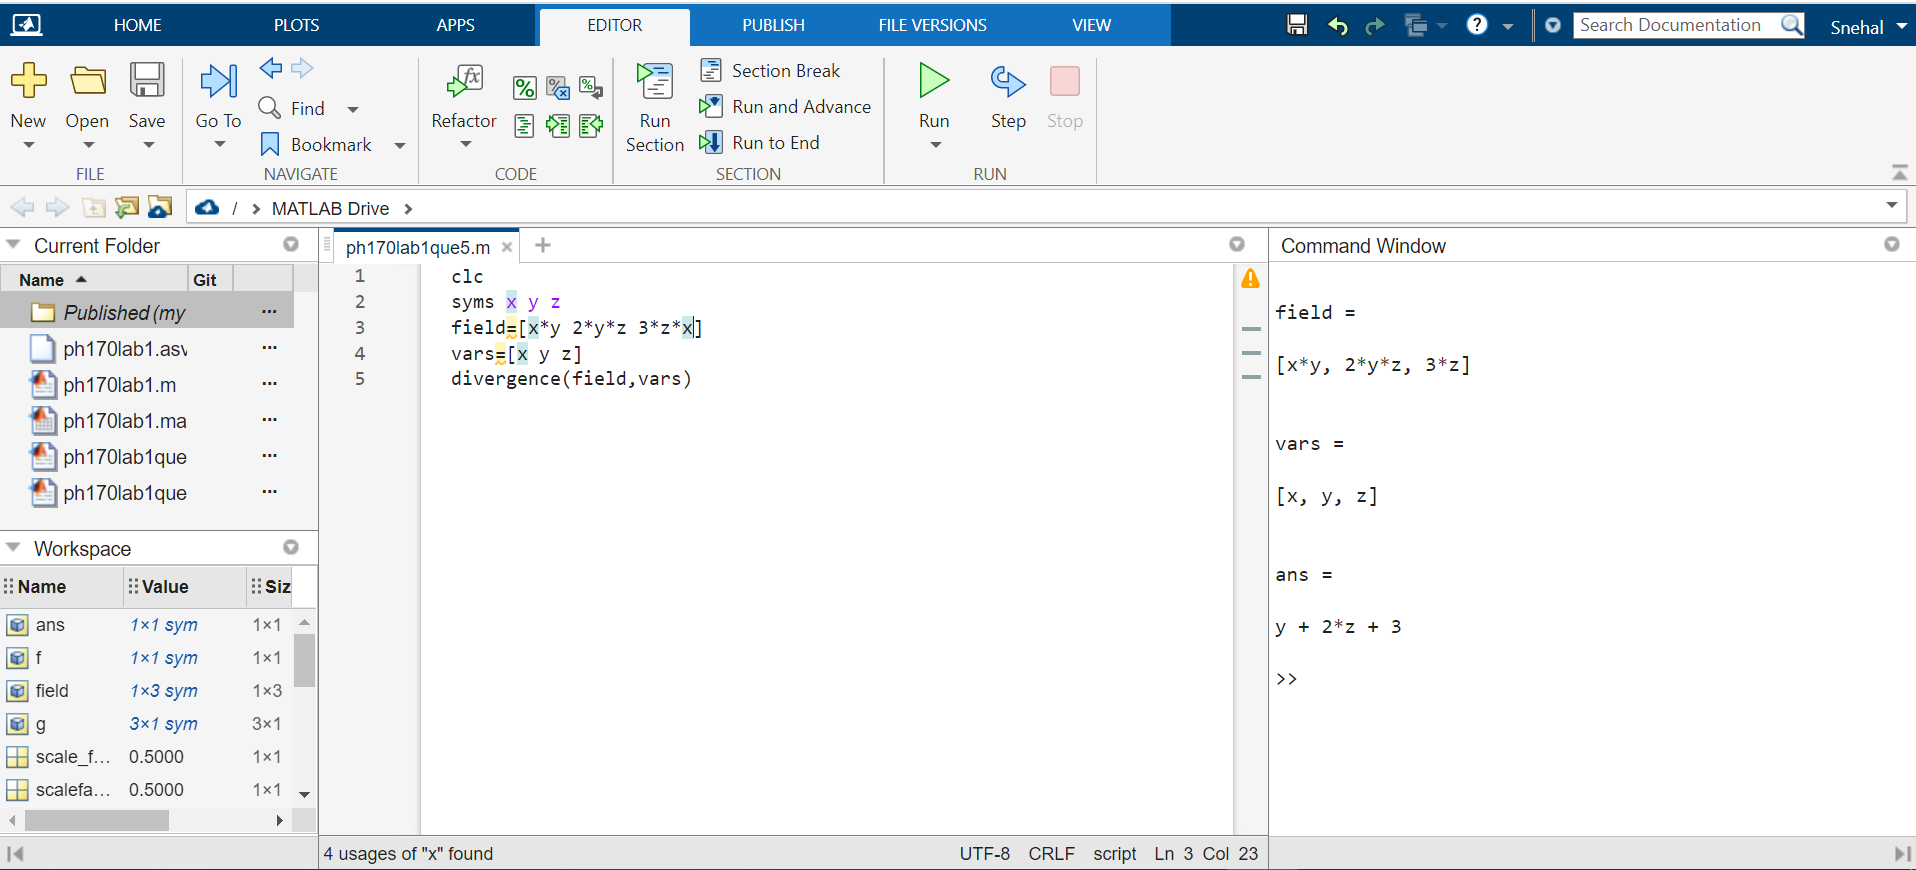 HOME PLOTS APPS EDITOR PUBLISH FILE VERSIONS VIEW Search Documentation Snehal
New Open Save Go To Find Bookmark Refactor Run Section Section Break Run and Advance Run to End Run Step Stop
FILE NAVIGATE CODE SECTION RUN
/ > MATLAB Drive >
Current Folder
Name Git
Published (my ...
ph170lab1.asv ...
ph170lab1.m ...
ph170lab1.ma ...
ph170lab1que ...
ph170lab1que ...
Workspace
Name Value Siz
ans 1×1 sym 1×1
f 1×1 sym 1×1
field 1×3 sym 1×3
g 3×1 sym 3×1
scale_f... 0.5000 1×1
scalefa... 0.5000 1×1
ph170lab1que5.m
1 clc
2 syms x y z
3 field=[x*y 2*y*z 3*z*x]
4 vars=[x y z]
5 divergence(field,vars)
4 usages of "x" found UTF-8 CRLF script Ln 3 Col 23
Command Window
field =
[x*y, 2*y*z, 3*z]
vars =
[x, y, z]
ans =
y + 2*z + 3
>>